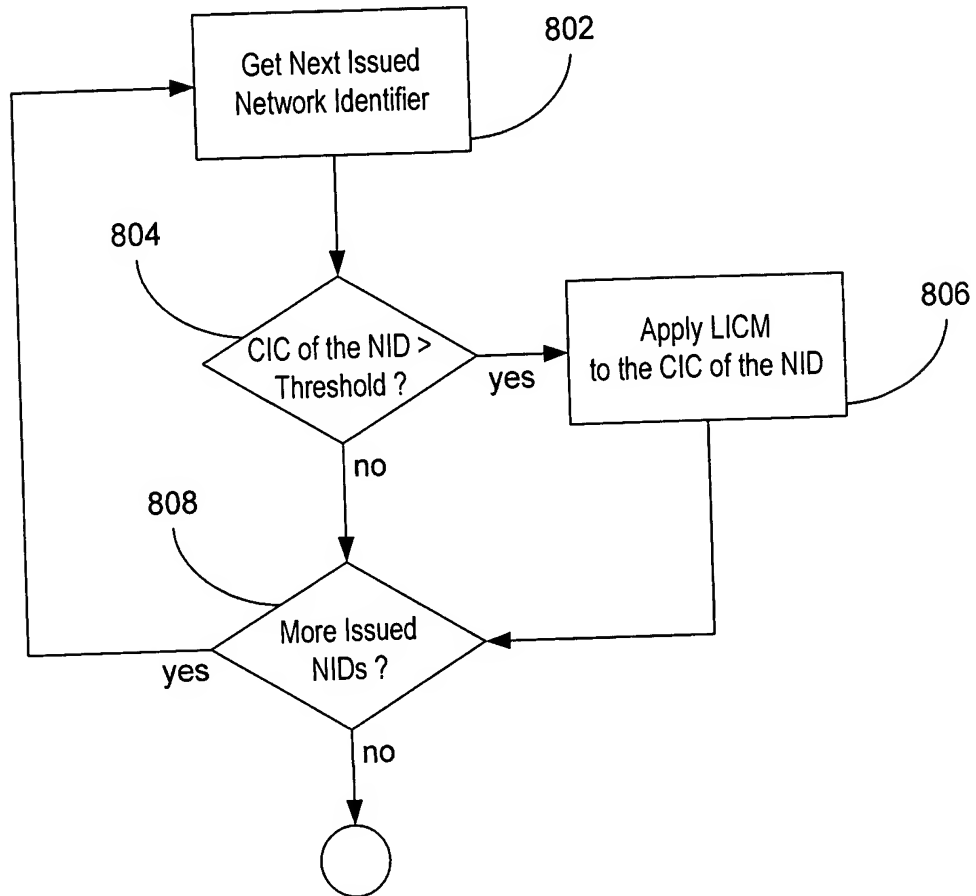 802
Get Next Issued
Network Identifier
804
CIC of the NID >
Threshold ?
yes
Apply LICM
to the CIC of the NID
806
no
808
More Issued
NIDs ?
yes
no